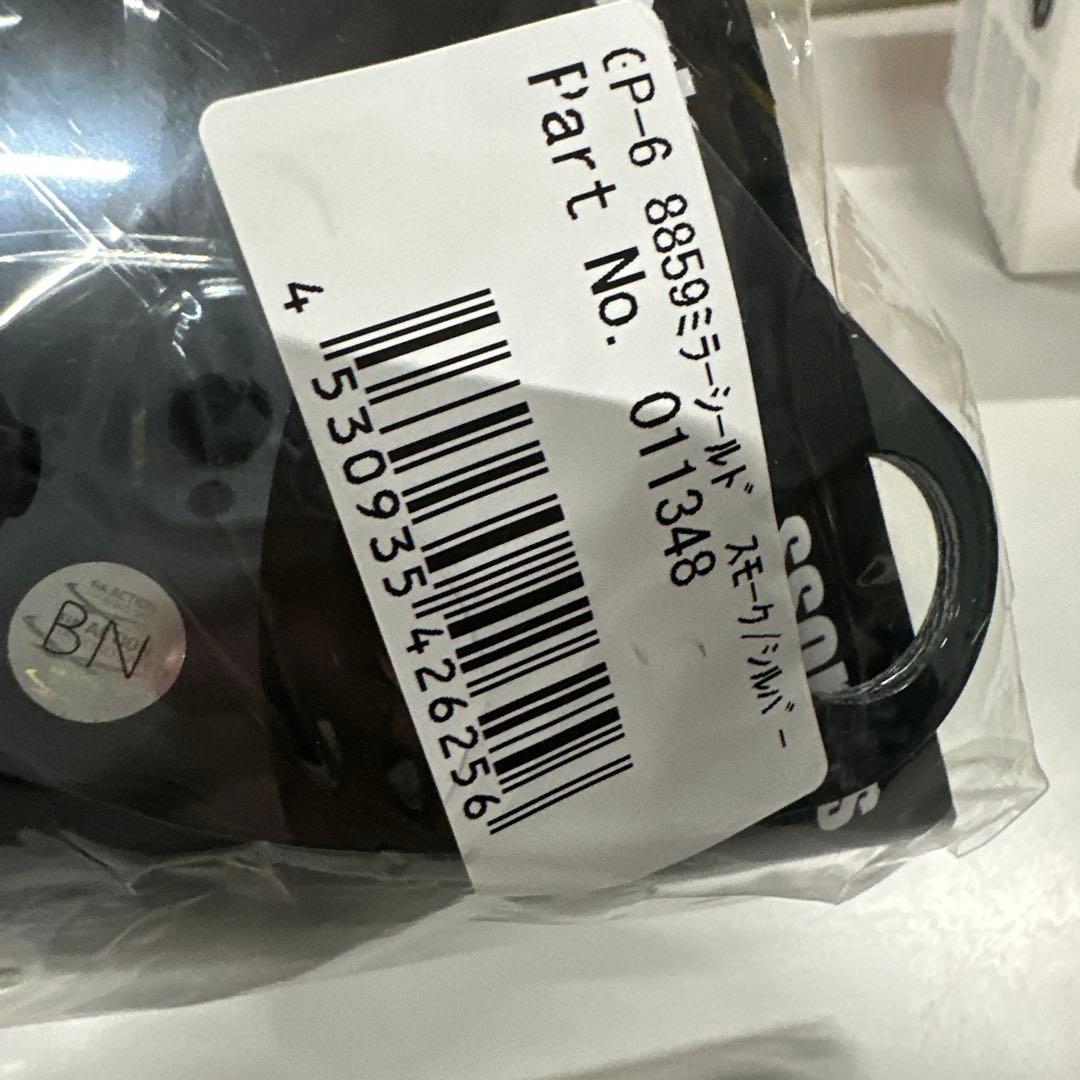 GP-6 8859ミラーシールド スモーク/シルバー
Part No. 011348
4 530935 426256
BN